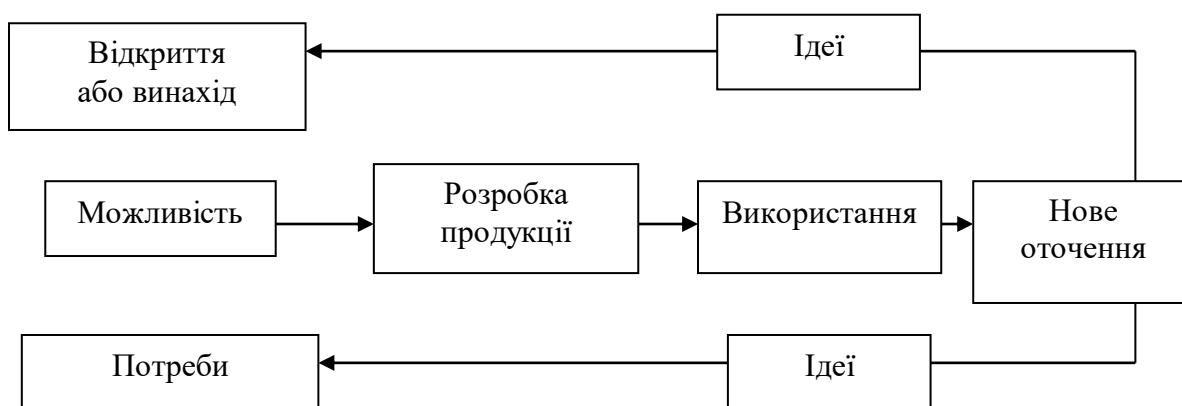 Відкриття
або винахід
Ідеї
Можливість
Розробка
продукції
Використання
Нове
оточення
Потреби
Ідеї